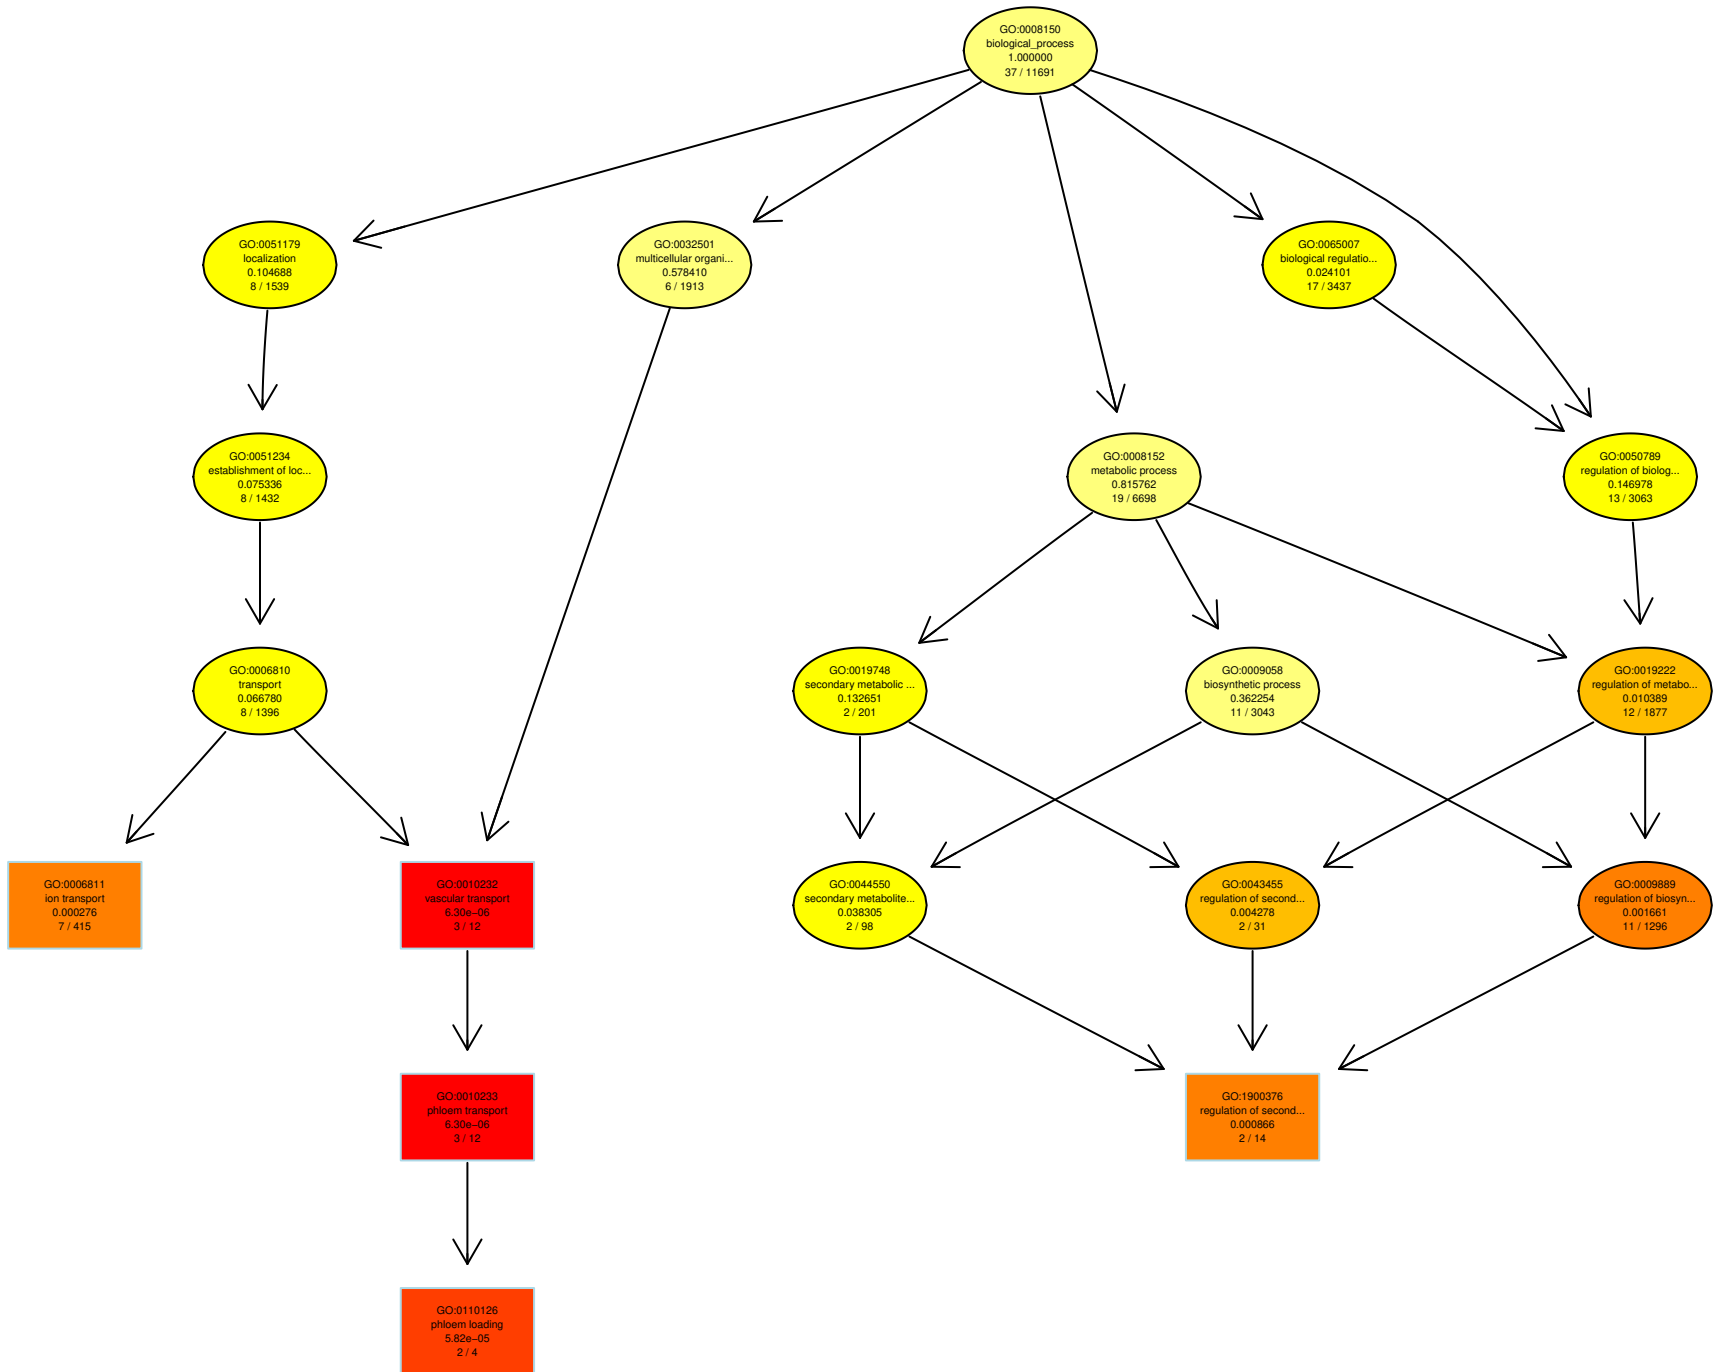 GO:0008150
biological_process
1.000000
37 / 11691
GO:0051179
localization
0.104688
8 / 1539
GO:0032501
multicellular organi...
0.578410
6 / 1913
GO:0065007
biological regulatio...
0.024101
17 / 3437
GO:0051234
establishment of loc...
0.075336
8 / 1432
GO:0008152
metabolic process
0.815762
19 / 6698
GO:0050789
regulation of biolog...
0.146978
13 / 3063
GO:0006810
transport
0.066780
8 / 1396
GO:0019748
secondary metabolic ...
0.132651
2 / 201
GO:0009058
biosynthetic process
0.362254
11 / 3043
GO:0019222
regulation of metabo...
0.010389
12 / 1877
GO:0006811
ion transport
0.000276
7 / 415
GO:0010232
vascular transport
6.30e−06
3 / 12
GO:0044550
secondary metabolite...
0.038305
2 / 98
GO:0043455
regulation of second...
0.004278
2 / 31
GO:0009889
regulation of biosyn...
0.001661
11 / 1296
GO:0010233
phloem transport
6.30e−06
3 / 12
GO:1900376
regulation of second...
0.000866
2 / 14
GO:0110126
phloem loading
5.82e−05
2 / 4